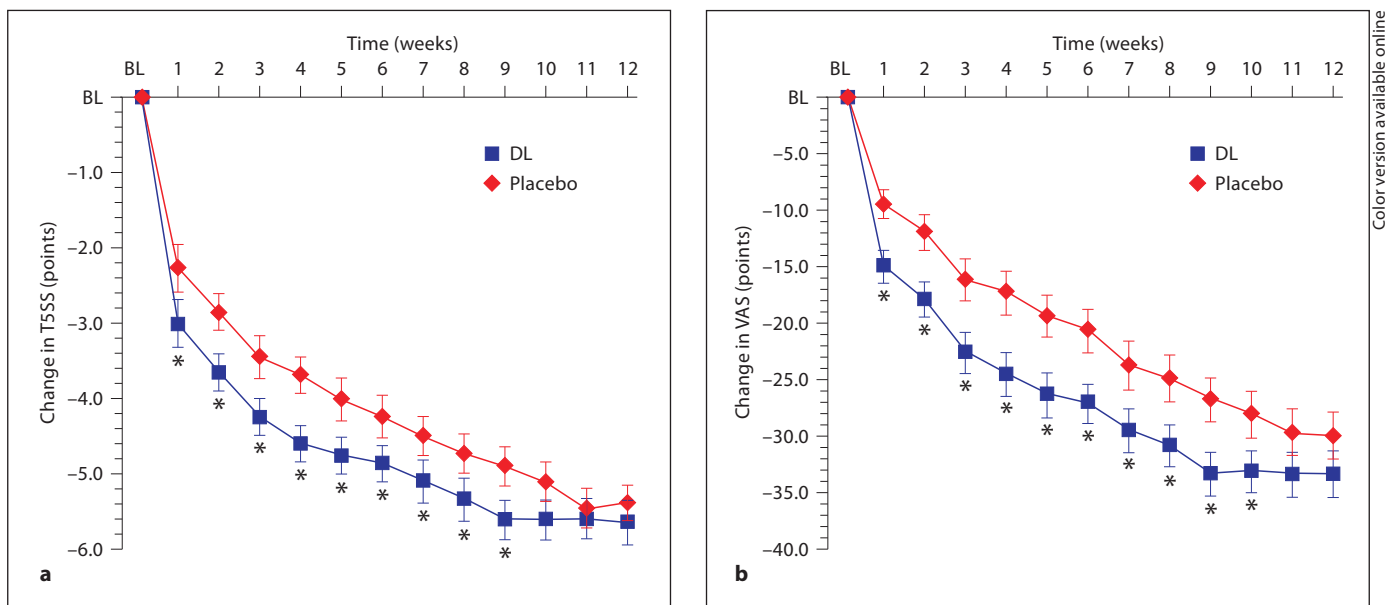 Time (weeks)
BL 1 2 3 4 5 6 7 8 9 10 11 12
BL
–1.0
–2.0
–3.0
–4.0
–5.0
–6.0
Change in T5SS (points)
DL
Placebo
* * * * * * * * *
a
Time (weeks)
BL 1 2 3 4 5 6 7 8 9 10 11 12
BL
–5.0
–10.0
–15.0
–20.0
–25.0
–30.0
–35.0
–40.0
Change in VAS (points)
DL
Placebo
* * * * * * * * * *
b
Color version available online